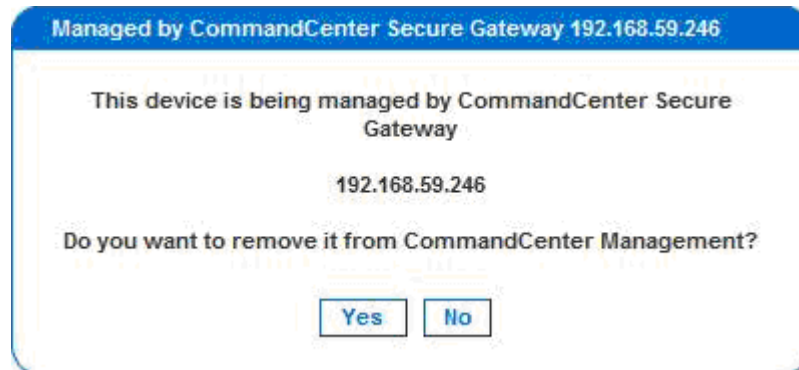 Managed by CommandCenter Secure Gateway 192.168.59.246
This device is being managed by CommandCenter Secure
Gateway
192.168.59.246
Do you want to remove it from CommandCenter Management?
Yes No